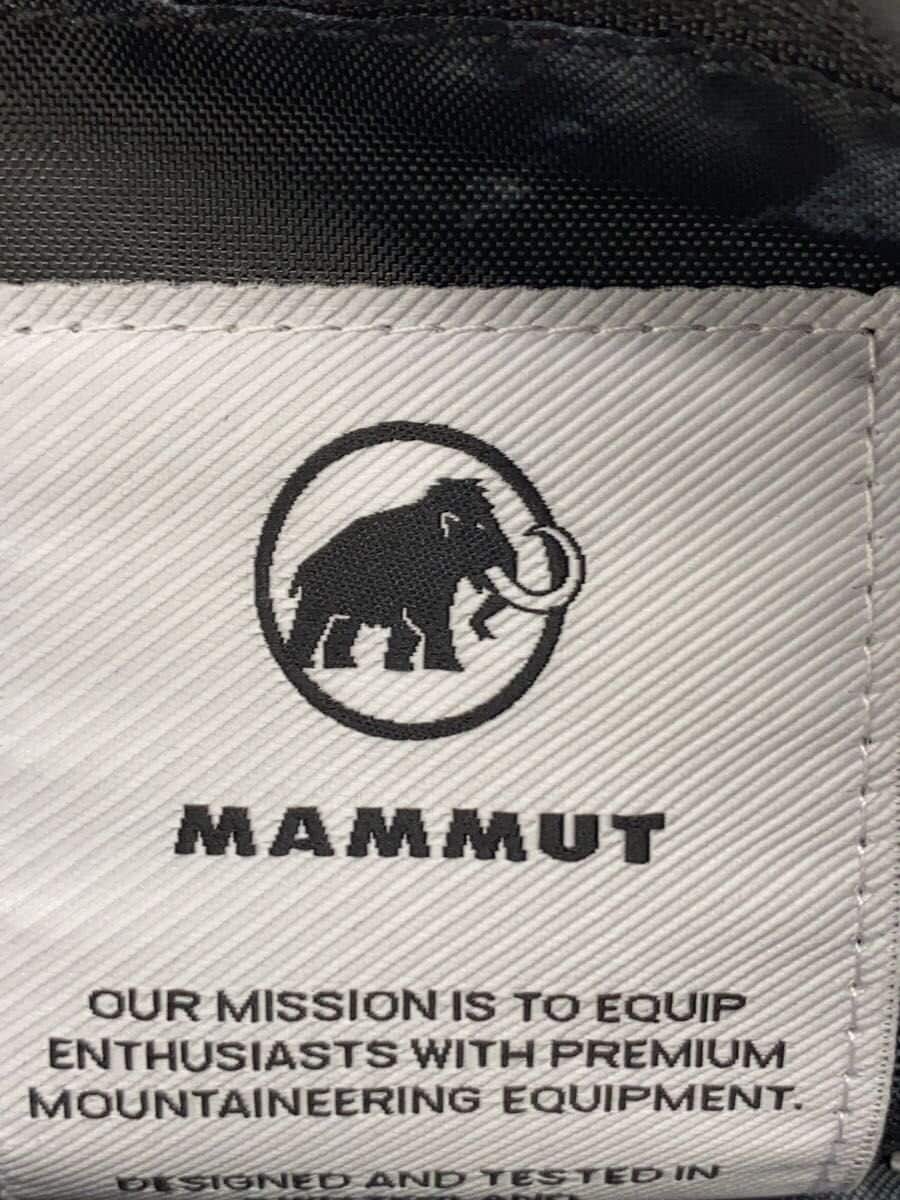 MAMMUT
OUR MISSION IS TO EQUIP
ENTHUSIASTS WITH PREMIUM
MOUNTAINEERING EQUIPMENT.
DESIGNED AND TESTED IN